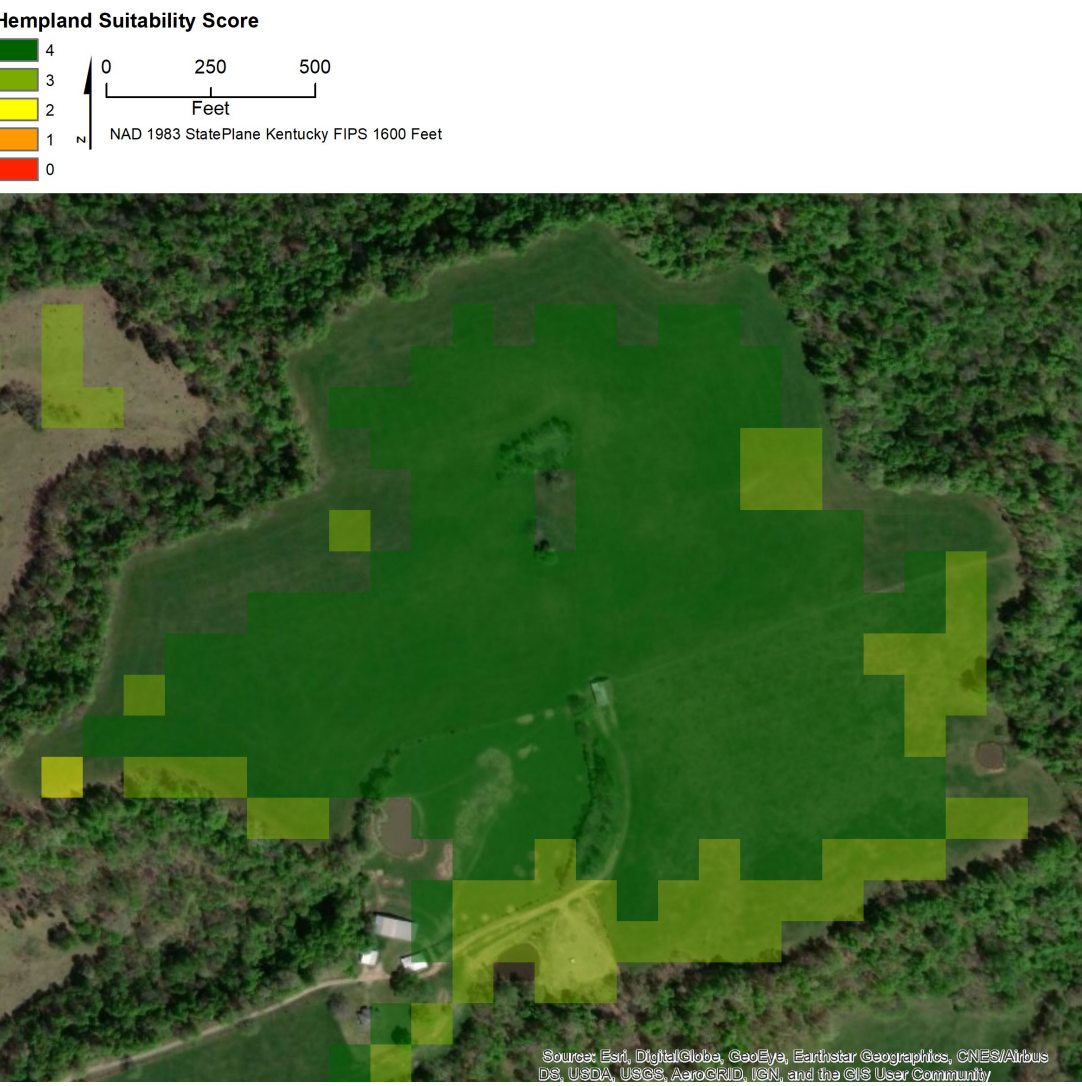 Hempland Suitability Score
4
3
2
1
0
0 250 500
Feet
N
NAD 1983 StatePlane Kentucky FIPS 1600 Feet
Source: Esri, DigitalGlobe, GeoEye, Earthstar Geographics, CNES/Airbus
DS, USDA, USGS, AeroGRID, IGN, and the GIS User Community